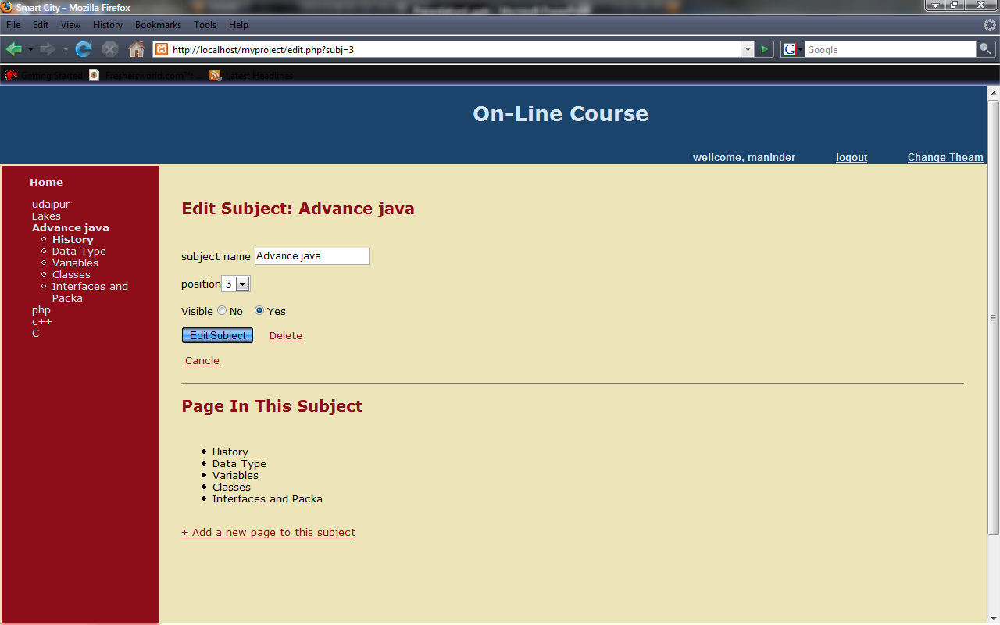 Smart City - Mozilla Firefox
File Edit View History Bookmarks Tools Help
http://localhost/myproject/edit.php?subj=3
Google
Getting Started Freshersworld.com™: ... Latest Headlines
On-Line Course
wellcome, maninder logout Change Theam
Home
udaipur
Lakes
Advance java
History
Data Type
Variables
Classes
Interfaces and
Packa
php
c++
C
Edit Subject: Advance java
subject name Advance java
position 3
Visible No Yes
Edit Subject Delete
Cancle
Page In This Subject
History
Data Type
Variables
Classes
Interfaces and Packa
+ Add a new page to this subject